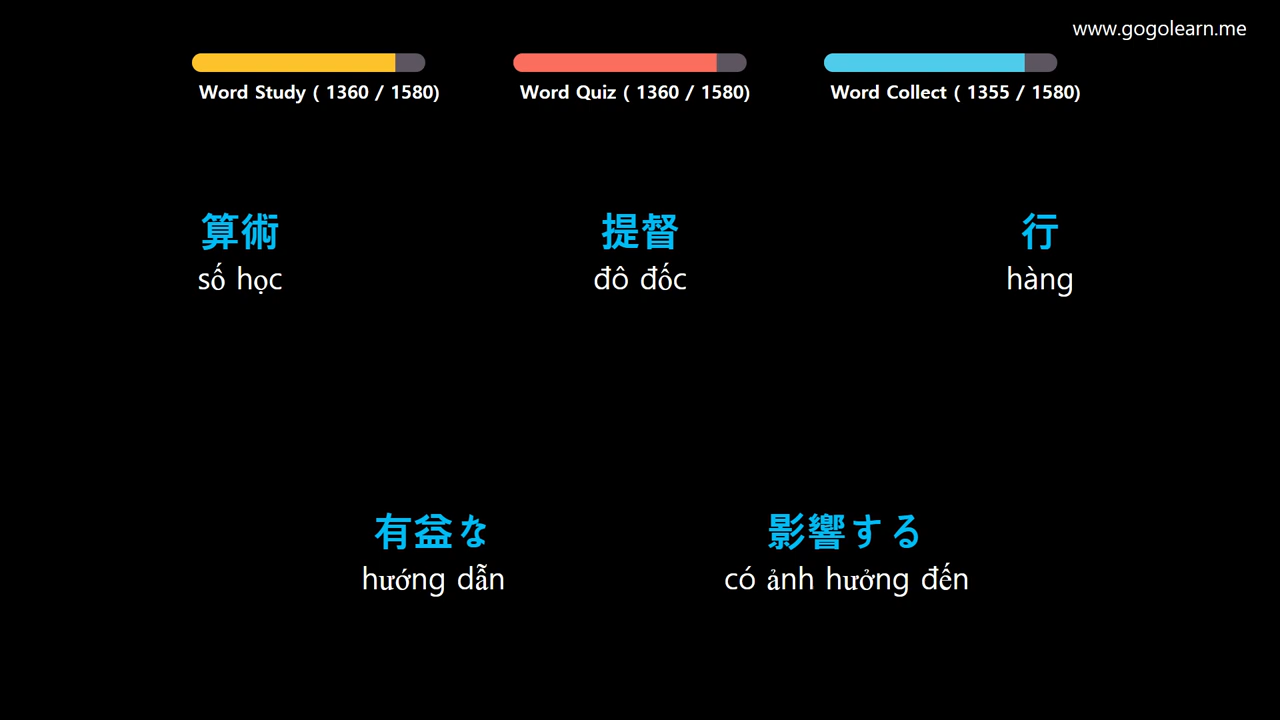 www.gogolearn.me
Word Study ( 1360 / 1580)
Word Quiz ( 1360 / 1580)
Word Collect ( 1355 / 1580)
算術
số học
提督
đô đốc
行
hàng
有益な
hướng dẫn
影響する
có ảnh hưởng đến